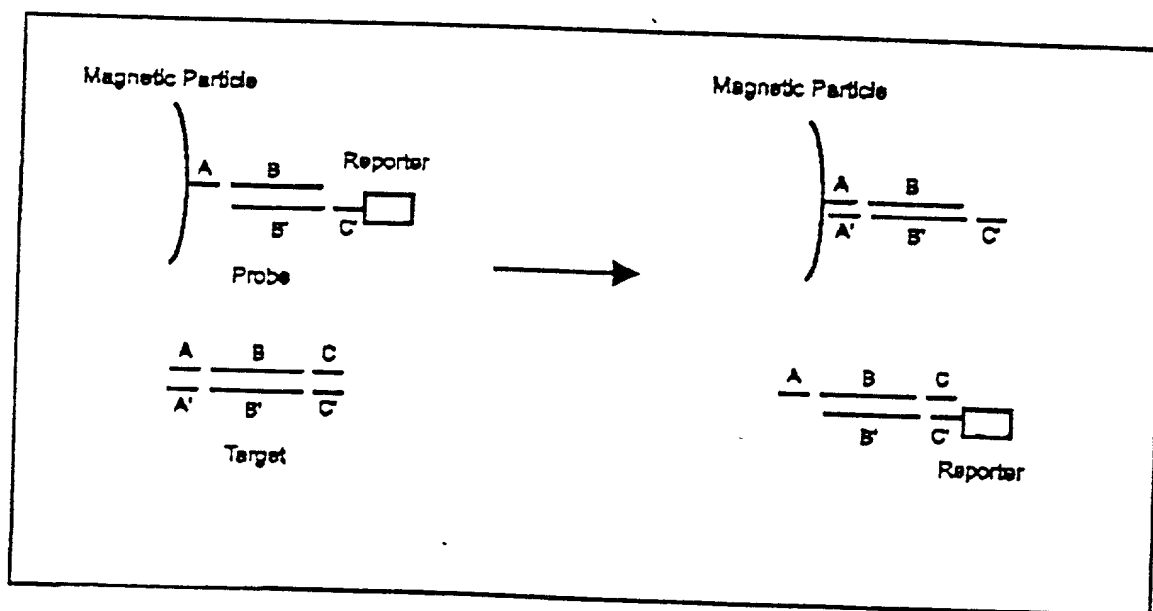 Magnetic Particle
A B Reporter
B' C'
Probe
A B C
A' B' C'
Target
Magnetic Particle
A B
A' B' C'
A B C
B' C'
Reporter